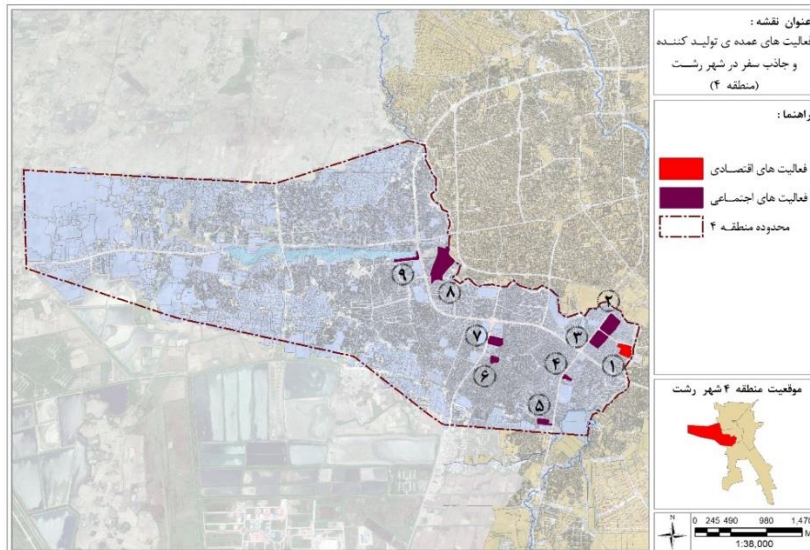 عنوان نقشه :
فعالیت های عمده ی تولید کننده
و جاذب سفر در شهر رشت
(منطقه ۴)
راهنما :
فعالیت های اقتصادی
فعالیت های اجتماعی
محدوده منطقه ۴
موقعیت منطقه ۴ شهر رشت
N
0 245 490 980 1,470
1:38,000
۱
۲
۳
۴
۵
۶
۷
۸
۹